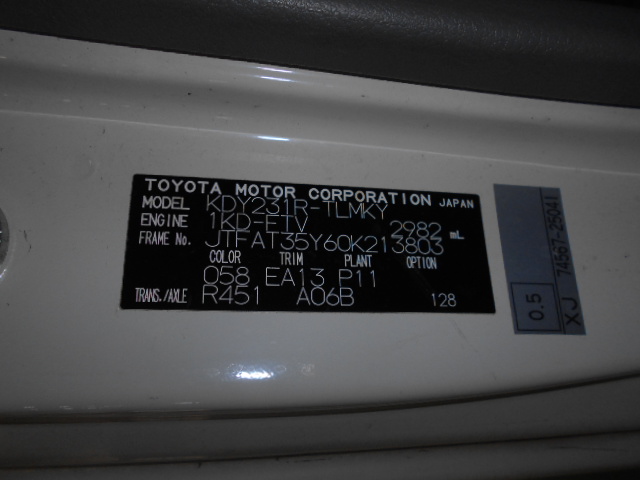 TOYOTA MOTOR CORPORATION JAPAN
MODEL KDY231R-TLMKY
ENGINE 1KD-FTV 2982 mL
FRAME No. JTFAT35Y60K213803
COLOR TRIM PLANT OPTION
058 EA13 P11
TRANS./AXLE R451 A06B 128
0.5
XJ 74567-25041